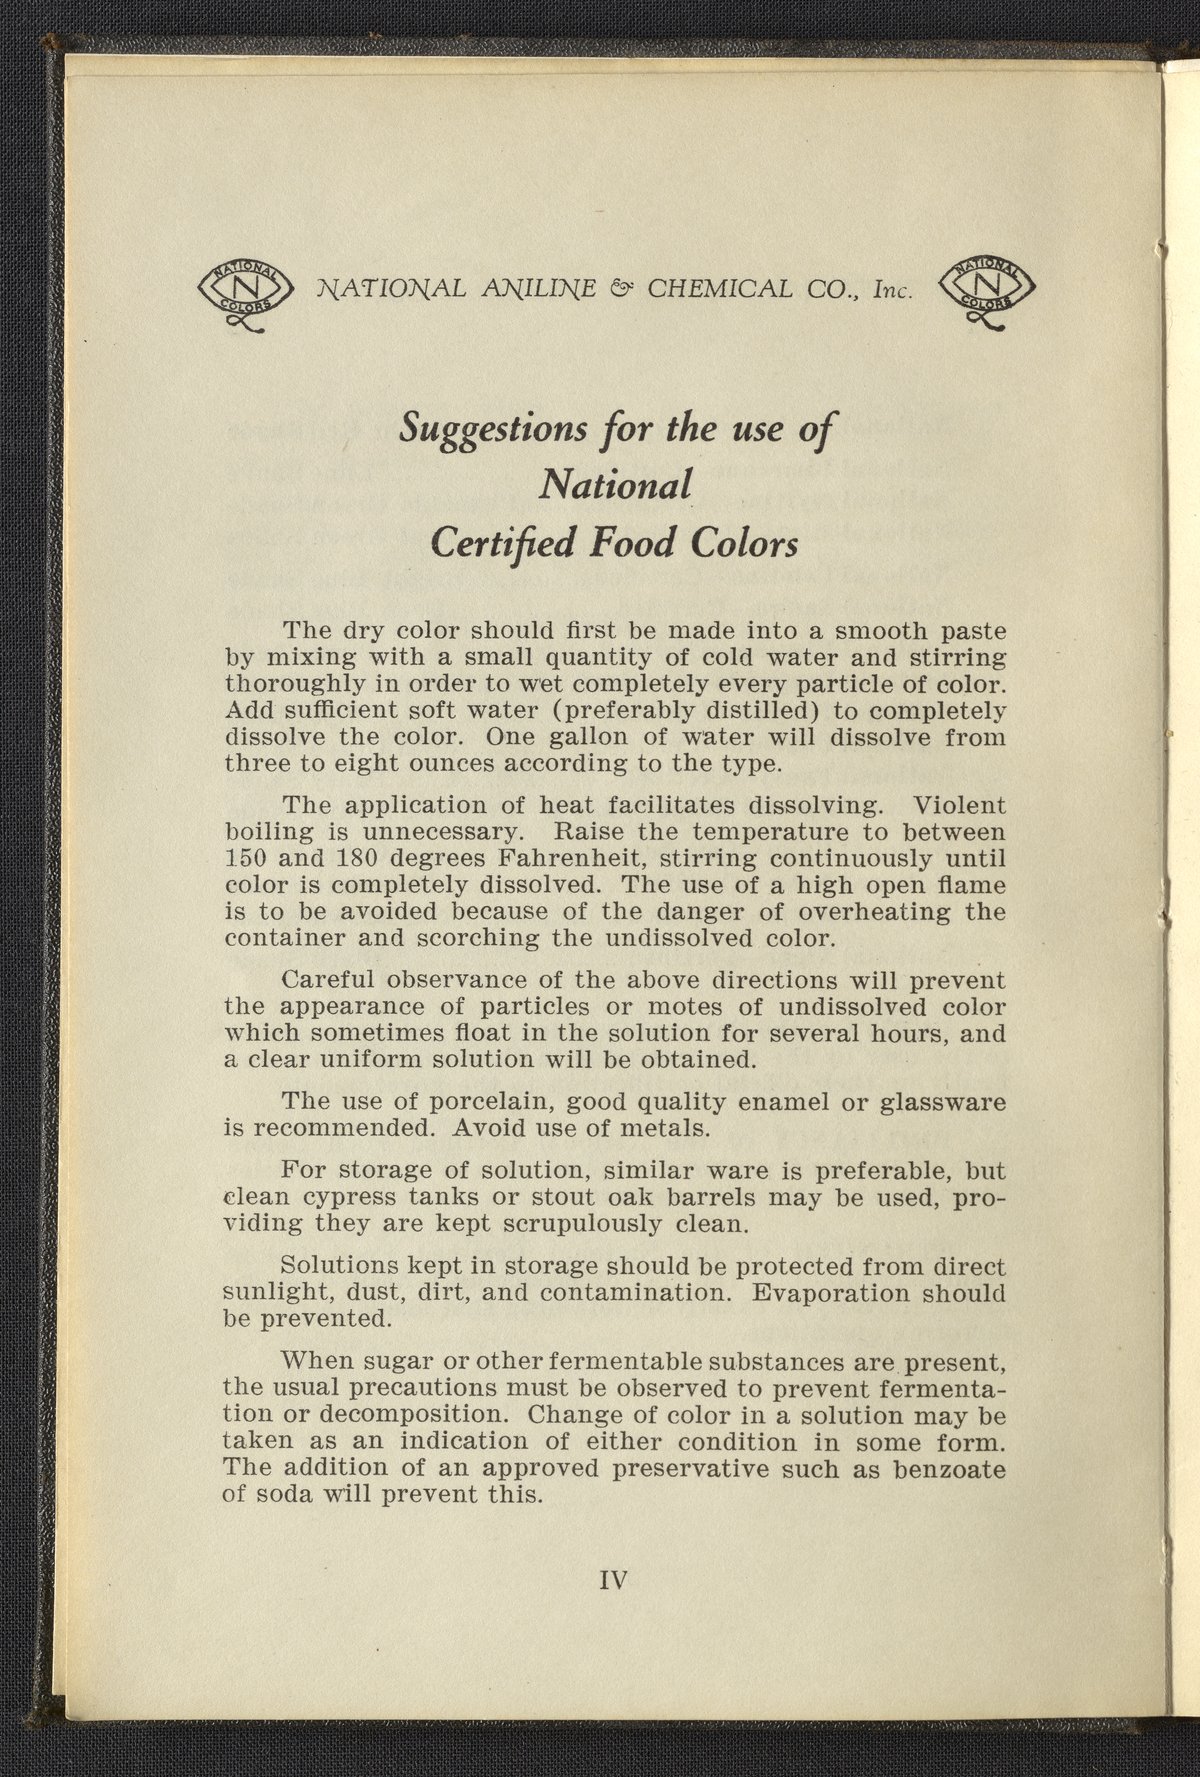 NATIONAL N COLORS NATIONAL ANILINE & CHEMICAL CO., Inc. NATIONAL N COLORS
Suggestions for the use of
National
Certified Food Colors
The dry color should first be made into a smooth paste
by mixing with a small quantity of cold water and stirring
thoroughly in order to wet completely every particle of color.
Add sufficient soft water (preferably distilled) to completely
dissolve the color. One gallon of water will dissolve from
three to eight ounces according to the type.
The application of heat facilitates dissolving. Violent
boiling is unnecessary. Raise the temperature to between
150 and 180 degrees Fahrenheit, stirring continuously until
color is completely dissolved. The use of a high open flame
is to be avoided because of the danger of overheating the
container and scorching the undissolved color.
Careful observance of the above directions will prevent
the appearance of particles or motes of undissolved color
which sometimes float in the solution for several hours, and
a clear uniform solution will be obtained.
The use of porcelain, good quality enamel or glassware
is recommended. Avoid use of metals.
For storage of solution, similar ware is preferable, but
clean cypress tanks or stout oak barrels may be used, pro-
viding they are kept scrupulously clean.
Solutions kept in storage should be protected from direct
sunlight, dust, dirt, and contamination. Evaporation should
be prevented.
When sugar or other fermentable substances are present,
the usual precautions must be observed to prevent fermenta-
tion or decomposition. Change of color in a solution may be
taken as an indication of either condition in some form.
The addition of an approved preservative such as benzoate
of soda will prevent this.
IV